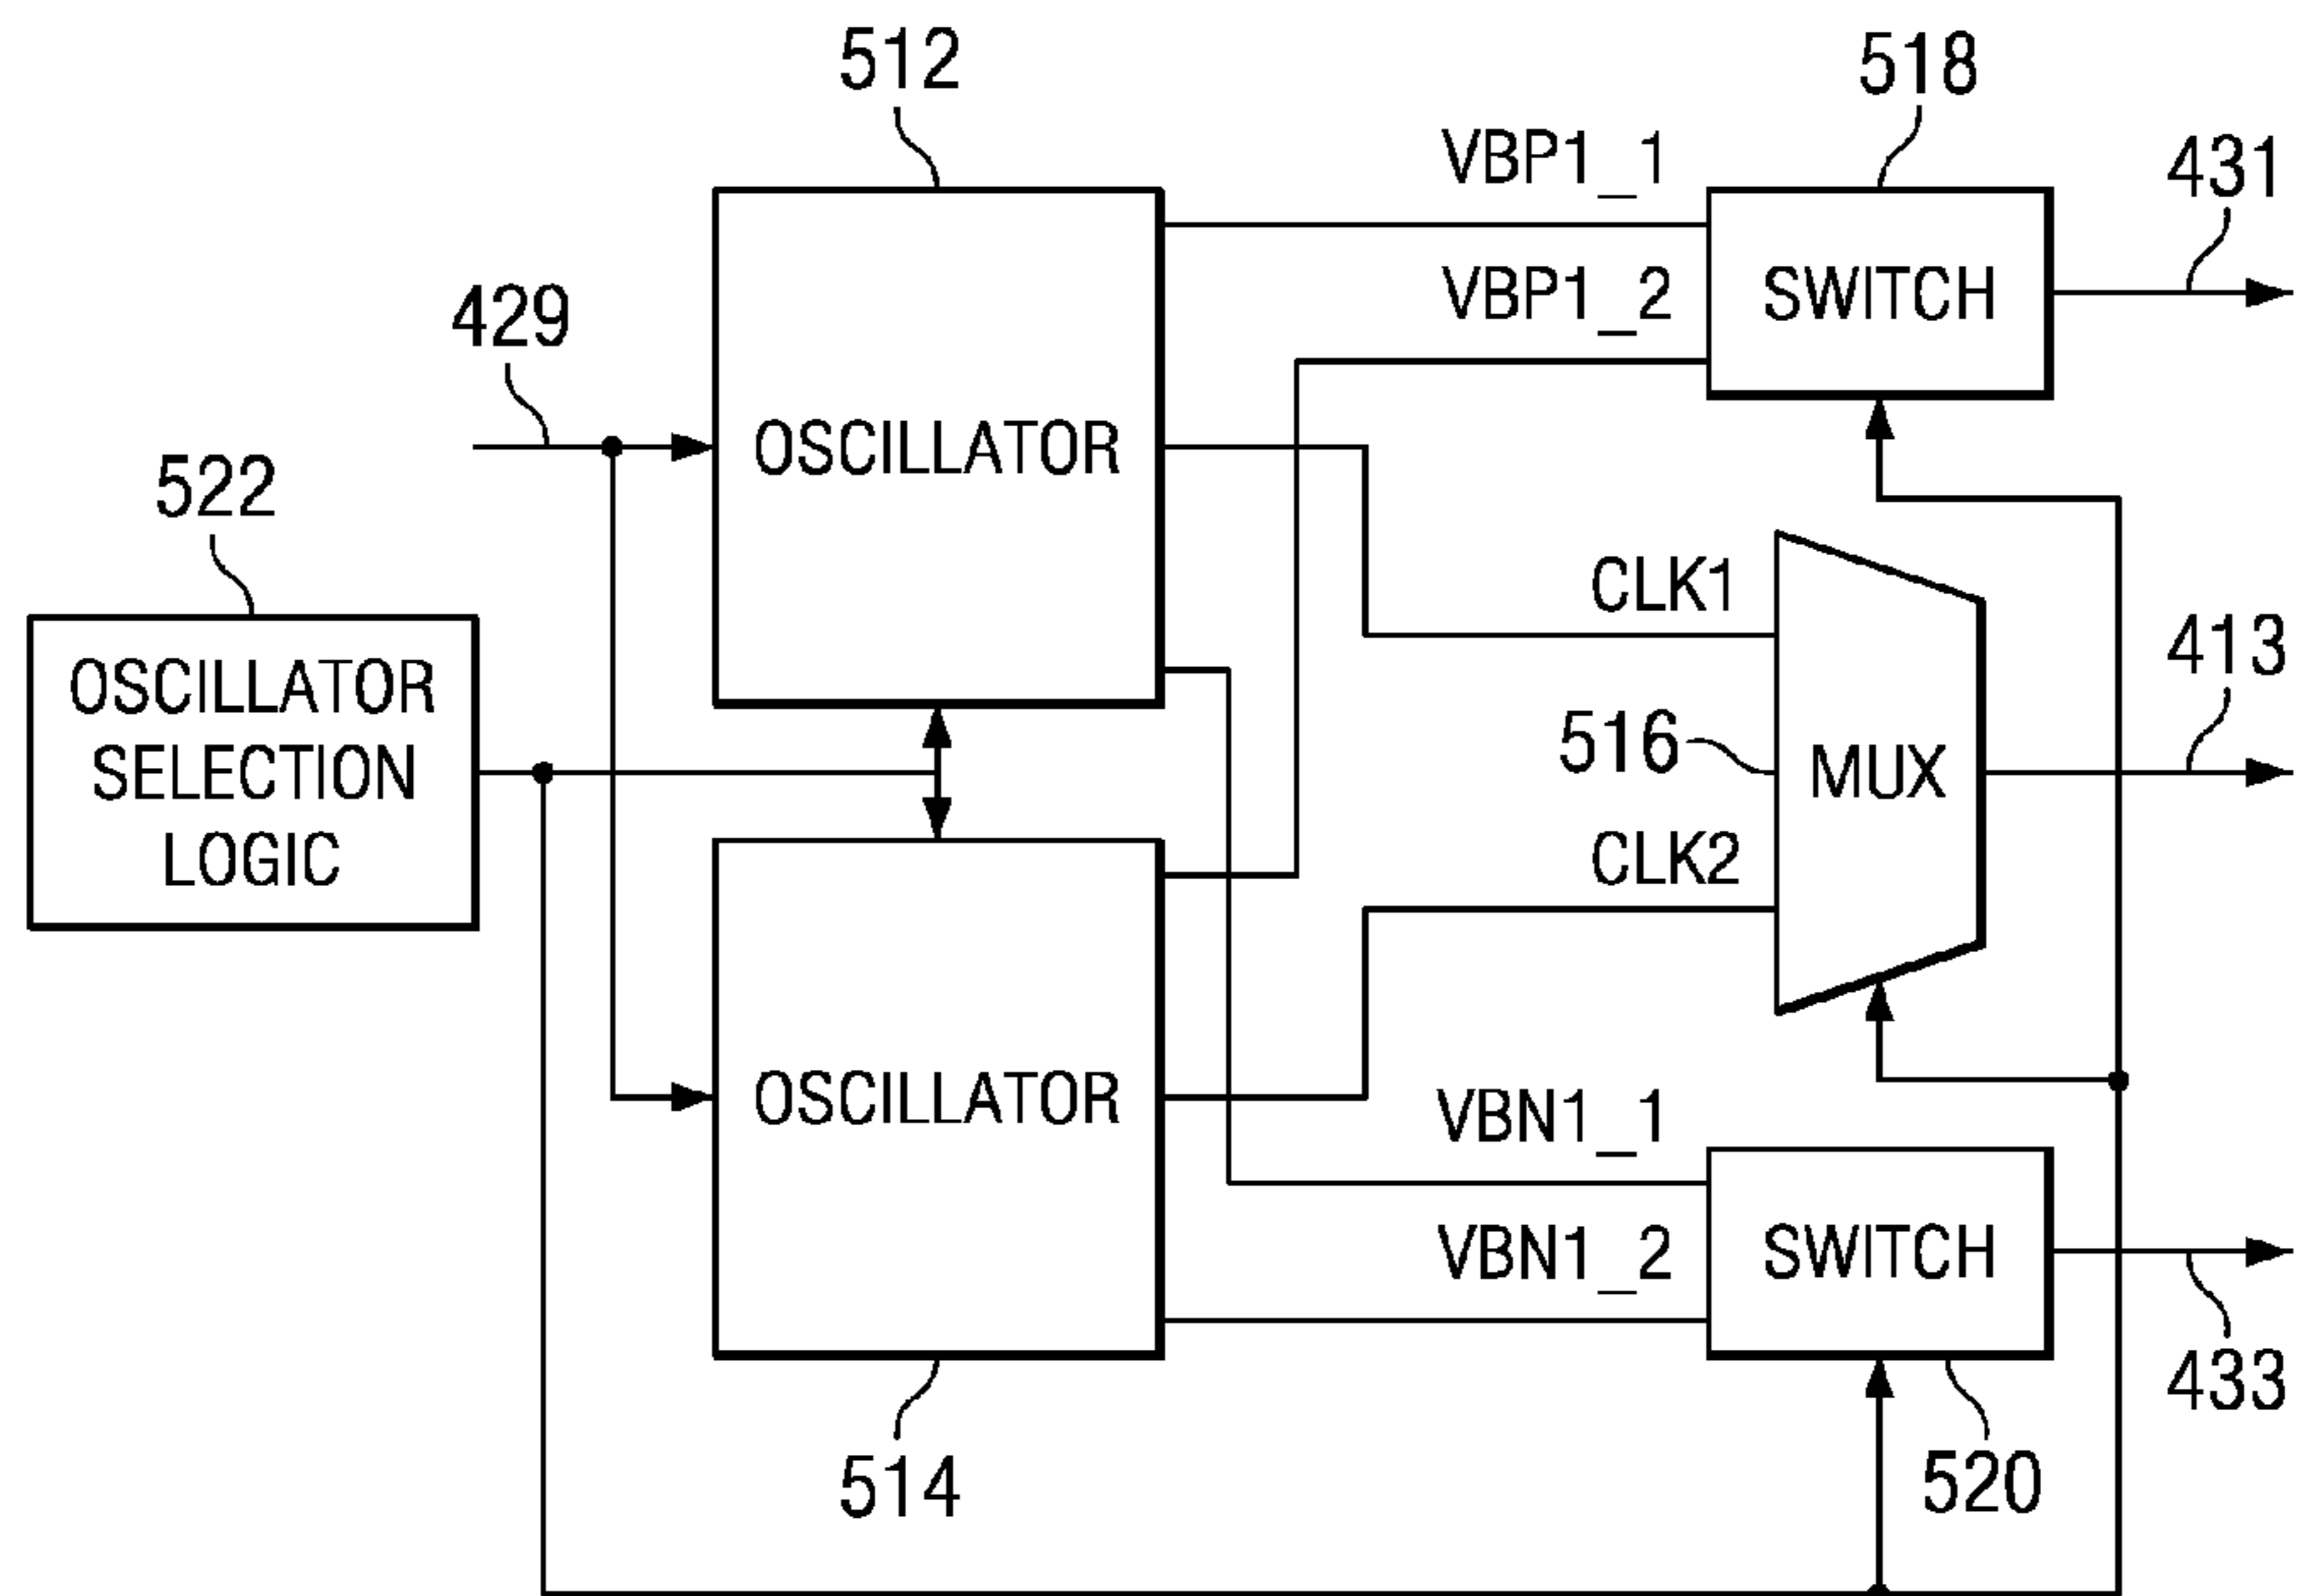 512
518
VBP1_1
431
VBP1_2
SWITCH
429
OSCILLATOR
522
CLK1
OSCILLATOR
SELECTION
LOGIC
413
516
MUX
CLK2
OSCILLATOR
VBN1_1
VBN1_2
SWITCH
433
514
520